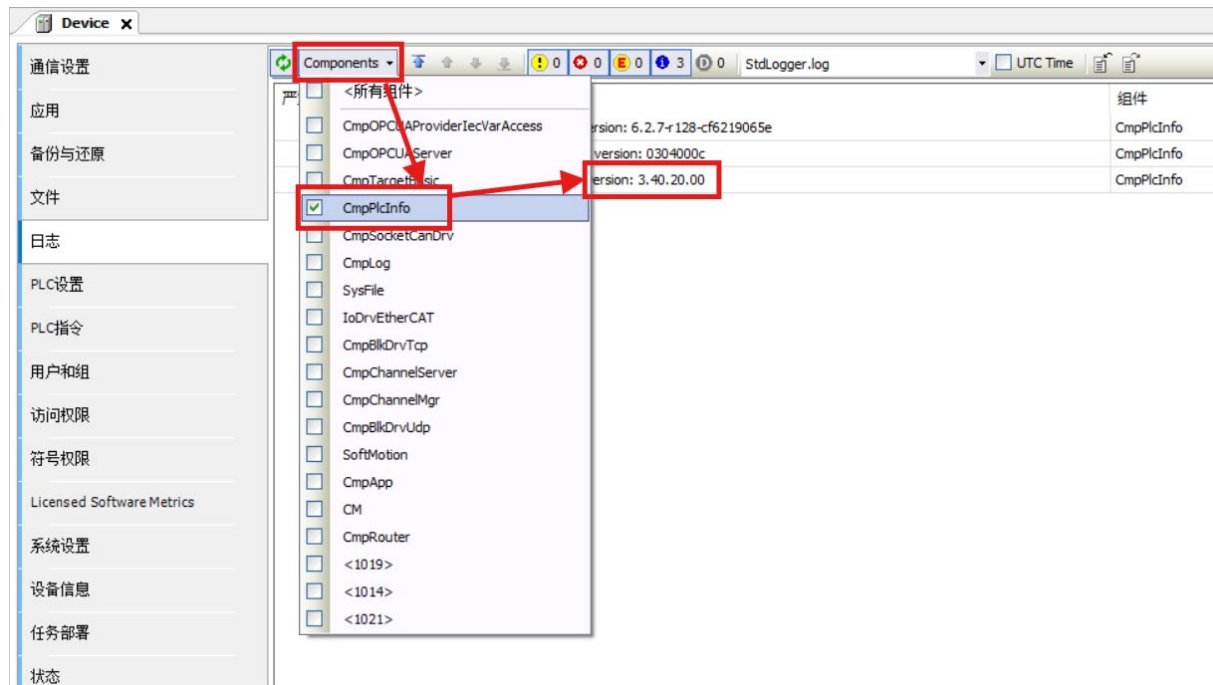 Device
通信设置
应用
备份与还原
文件
日志
PLC设置
PLC指令
用户和组
访问权限
符号权限
Licensed Software Metrics
系统设置
设备信息
任务部署
状态
Components 0 0 E 0 3 D 0 StdLogger.log UTC Time
严 组件
ersion: 6.2.7-r128-cf6219065e CmpPlcInfo
version: 0304000c CmpPlcInfo
ersion: 3.40.20.00 CmpPlcInfo
<所有组件>
CmpOPCUAProviderIecVarAccess
CmpOPCUAServer
CmpTargetBasic
CmpPlcInfo
CmpSocketCanDrv
CmpLog
SysFile
IoDrvEtherCAT
CmpBlkDrvTcp
CmpChannelServer
CmpChannelMgr
CmpBlkDrvUdp
SoftMotion
CmpApp
CM
CmpRouter
<1019>
<1014>
<1021>